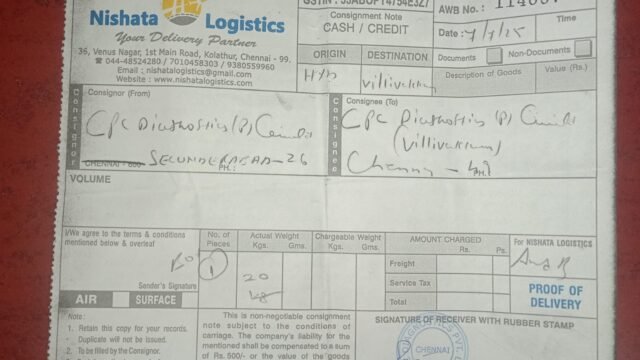 Nishata Logistics
Your Delivery Partner
36, Venus Nagar, 1st Main Road, Kolathur, Chennai - 99.
☎ 044-48524280 / 7010458303 / 9380559960
Email : nishatalogistics@gmail.com
Website : www.nishatalogistics.com
Consignment Note
CASH / CREDIT
AWB No. :
Date : 7/7/25
Time
ORIGIN
DESTINATION
HYD
Villivakkam
Documents
Non-Documents
Description of Goods
Value (Rs.)
Consignor
Consignor (From)
CPC Diagnostics (P) Limited
CHENNAI - 600
SECUNDERABAD - 26
PH.:
Consignee
Consignee (To)
CPC Diagnostics (P) Limited
(Villivakkam)
Chennai
PH.:
VOLUME
I/We agree to the terms & conditions
mentioned below & overleaf
Sender's Signature
AIR
SURFACE
No. of
Pieces
1
Actual Weight
Kgs. Gms.
20
Chargeable Weight
Kgs. Gms.
AMOUNT CHARGED
Rs. Ps.
Freight
Service Tax
Total
For NISHATA LOGISTICS
PROOF OF
DELIVERY
Note :
1. Retain this copy for your records.
- Duplicate will not be issued.
2. To be filled by the Consignor.
This is non-negotiable consignment
note subject to the conditions of
carriage. The company's liability for
mentioned shall be compensated to a sum
of Rs. 500/- or the value of the goods
SIGNATURE OF RECEIVER WITH RUBBER STAMP
CHENNAI